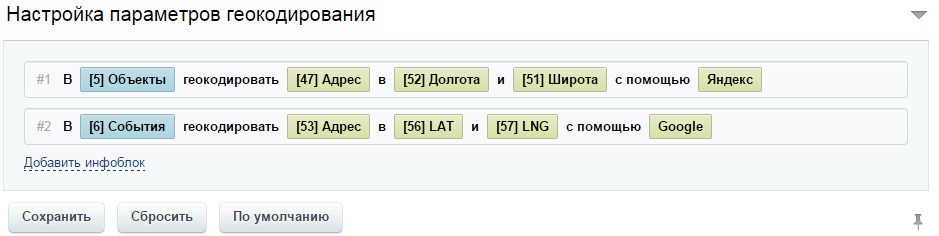 Настройка параметров геокодирования
#1 В [5] Объекты геокодировать [47] Адрес в [52] Долгота и [51] Широта с помощью Яндекс
#2 В [6] События геокодировать [53] Адрес в [56] LAT и [57] LNG с помощью Google
Добавить инфоблок
Сохранить Сбросить По умолчанию